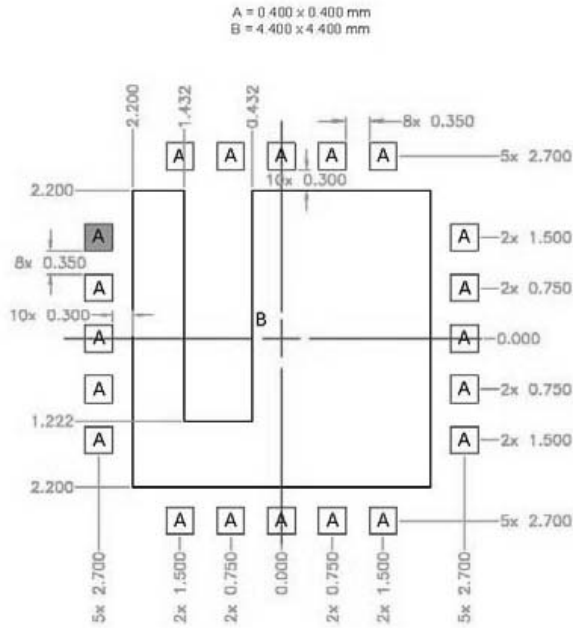 A = 0.400 x 0.400 mm
B = 4.400 x 4.400 mm
2.200
1.432
0.432
8x 0.350
A
A
A
A
A
5x 2.700
10x 0.300
2.200
A
A
2x 1.500
8x 0.350
A
A
2x 0.750
10x 0.300
B
A
A
0.000
A
A
2x 0.750
1.222
A
A
2x 1.500
2.200
A
A
A
A
A
5x 2.700
5x 2.700
2x 1.500
2x 0.750
0.000
2x 0.750
2x 1.500
5x 2.700